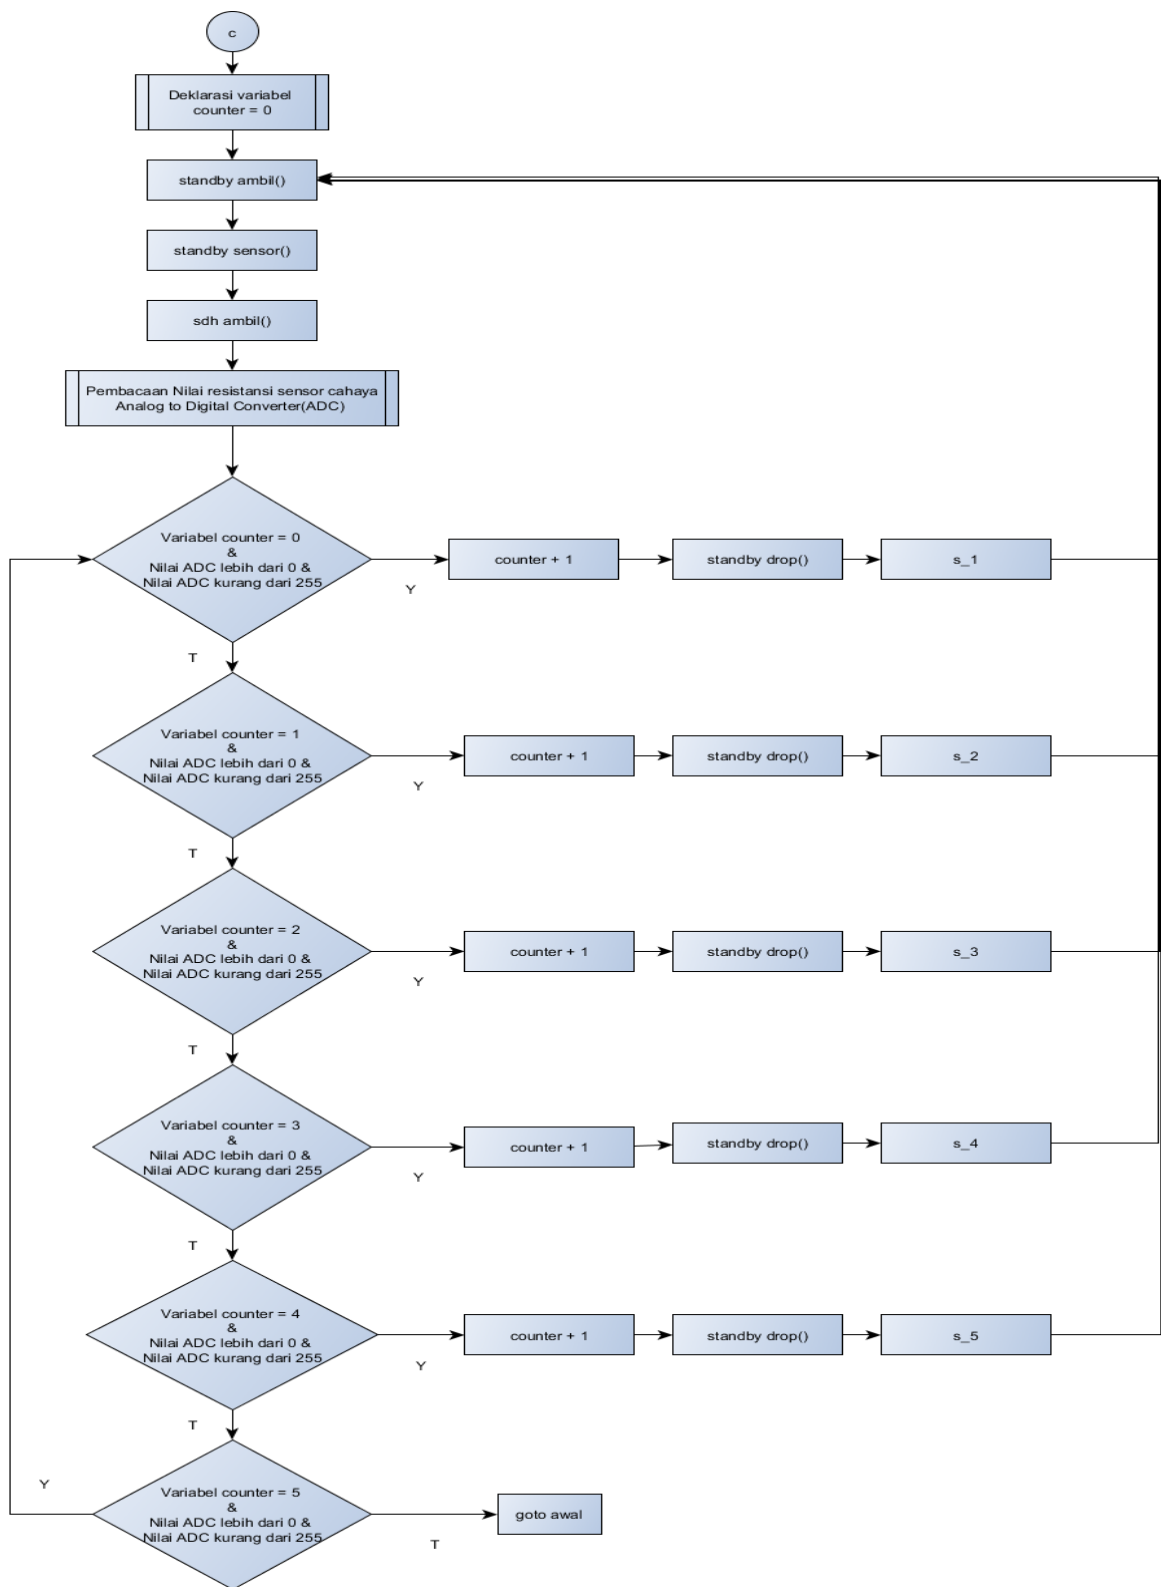 c
Deklarasi variabel
counter = 0
standby ambil()
standby sensor()
sdh ambil()
Pembacaan Nilai resistansi sensor cahaya
Analog to Digital Converter(ADC)
Variabel counter = 0
&
Nilai ADC lebih dari 0 &
Nilai ADC kurang dari 255
Y
counter + 1
standby drop()
s_1
T
Variabel counter = 1
&
Nilai ADC lebih dari 0 &
Nilai ADC kurang dari 255
Y
counter + 1
standby drop()
s_2
T
Variabel counter = 2
&
Nilai ADC lebih dari 0 &
Nilai ADC kurang dari 255
Y
counter + 1
standby drop()
s_3
T
Variabel counter = 3
&
Nilai ADC lebih dari 0 &
Nilai ADC kurang dari 255
Y
counter + 1
standby drop()
s_4
T
Variabel counter = 4
&
Nilai ADC lebih dari 0 &
Nilai ADC kurang dari 255
Y
counter + 1
standby drop()
s_5
T
Y
Variabel counter = 5
&
Nilai ADC lebih dari 0 &
Nilai ADC kurang dari 255
T
goto awal